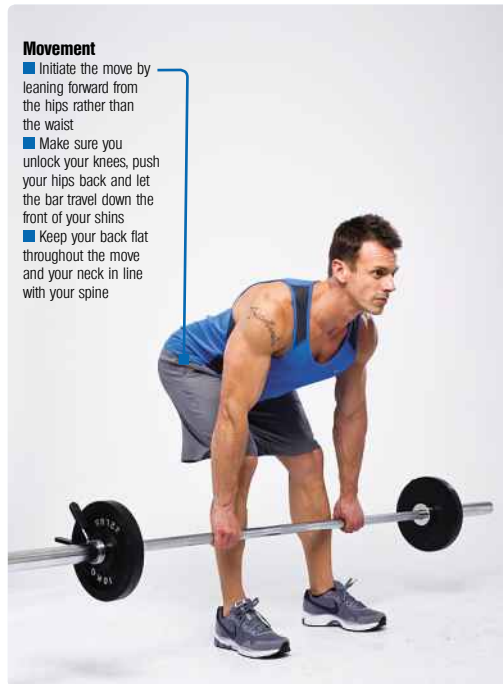 Movement
■ Initiate the move by
leaning forward from
the hips rather than
the waist
■ Make sure you
unlock your knees, push
your hips back and let
the bar travel down the
front of your shins
■ Keep your back flat
throughout the move
and your neck in line
with your spine
10KG